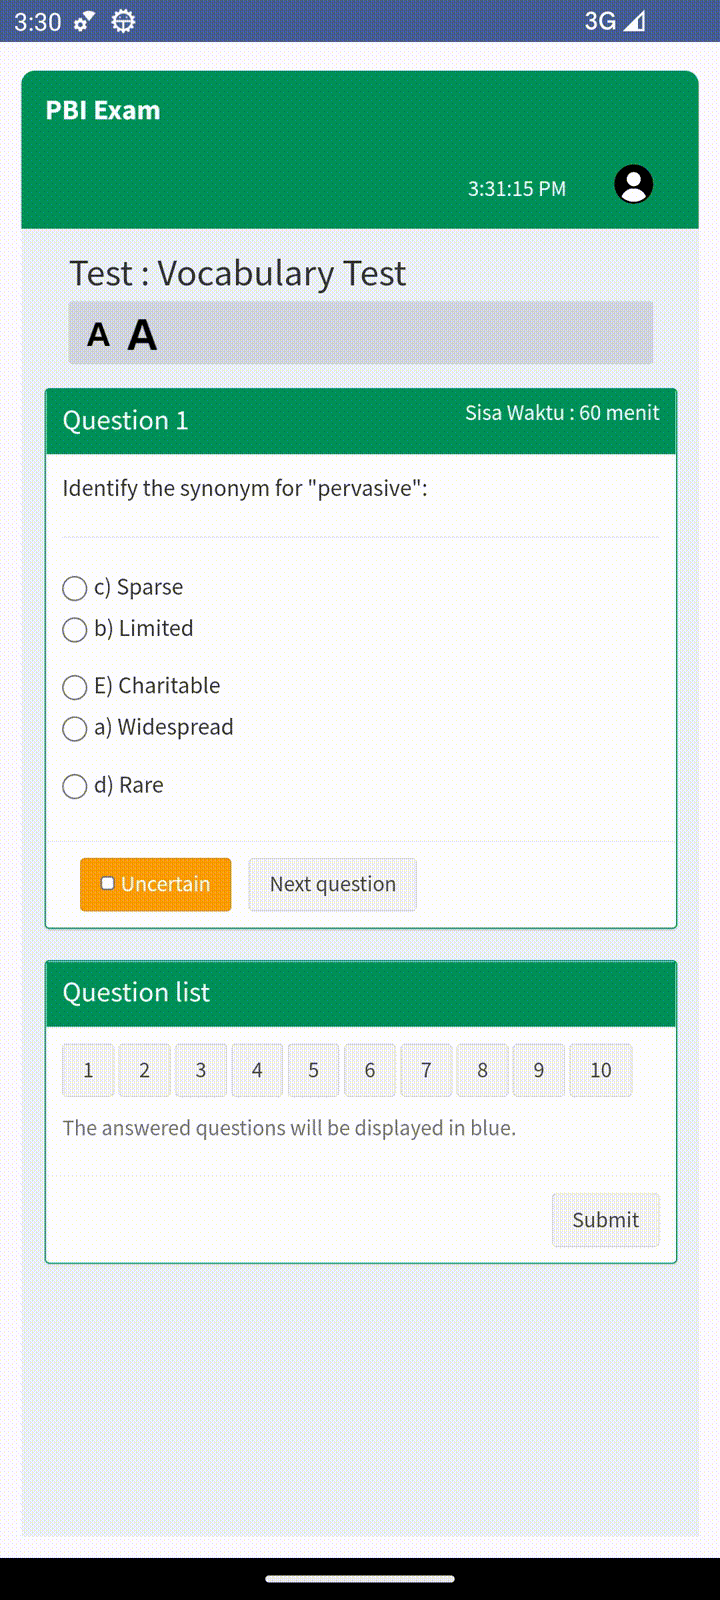 3:30
3G
PBI Exam
3:31:15 PM
Test : Vocabulary Test
A A
Question 1
Sisa Waktu : 60 menit
Identify the synonym for "pervasive":
c) Sparse
b) Limited
E) Charitable
a) Widespread
d) Rare
Uncertain
Next question
Question list
1 2 3 4 5 6 7 8 9 10
The answered questions will be displayed in blue.
Submit